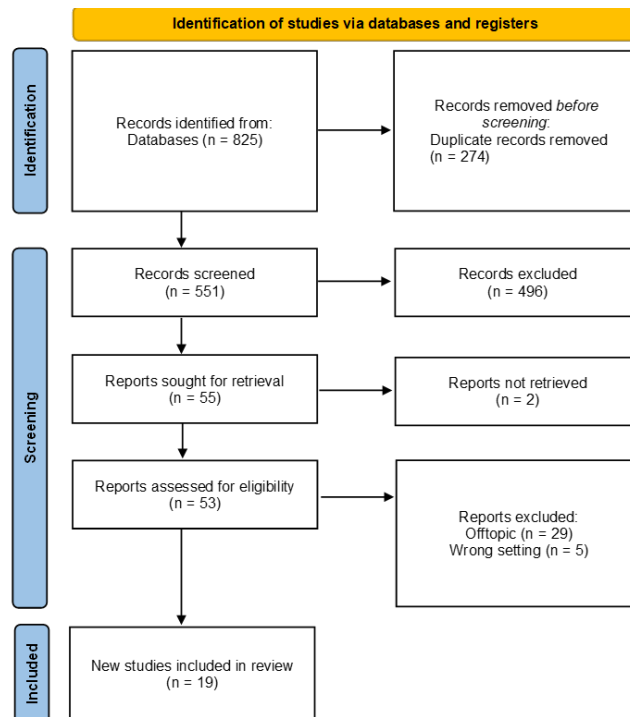 Identification of studies via databases and registers
Identification
Records identified from:
Databases (n = 825)
Records removed before
screening:
Duplicate records removed
(n = 274)
Screening
Records screened
(n = 551)
Records excluded
(n = 496)
Reports sought for retrieval
(n = 55)
Reports not retrieved
(n = 2)
Reports assessed for eligibility
(n = 53)
Reports excluded:
Offtopic (n = 29)
Wrong setting (n = 5)
Included
New studies included in review
(n = 19)